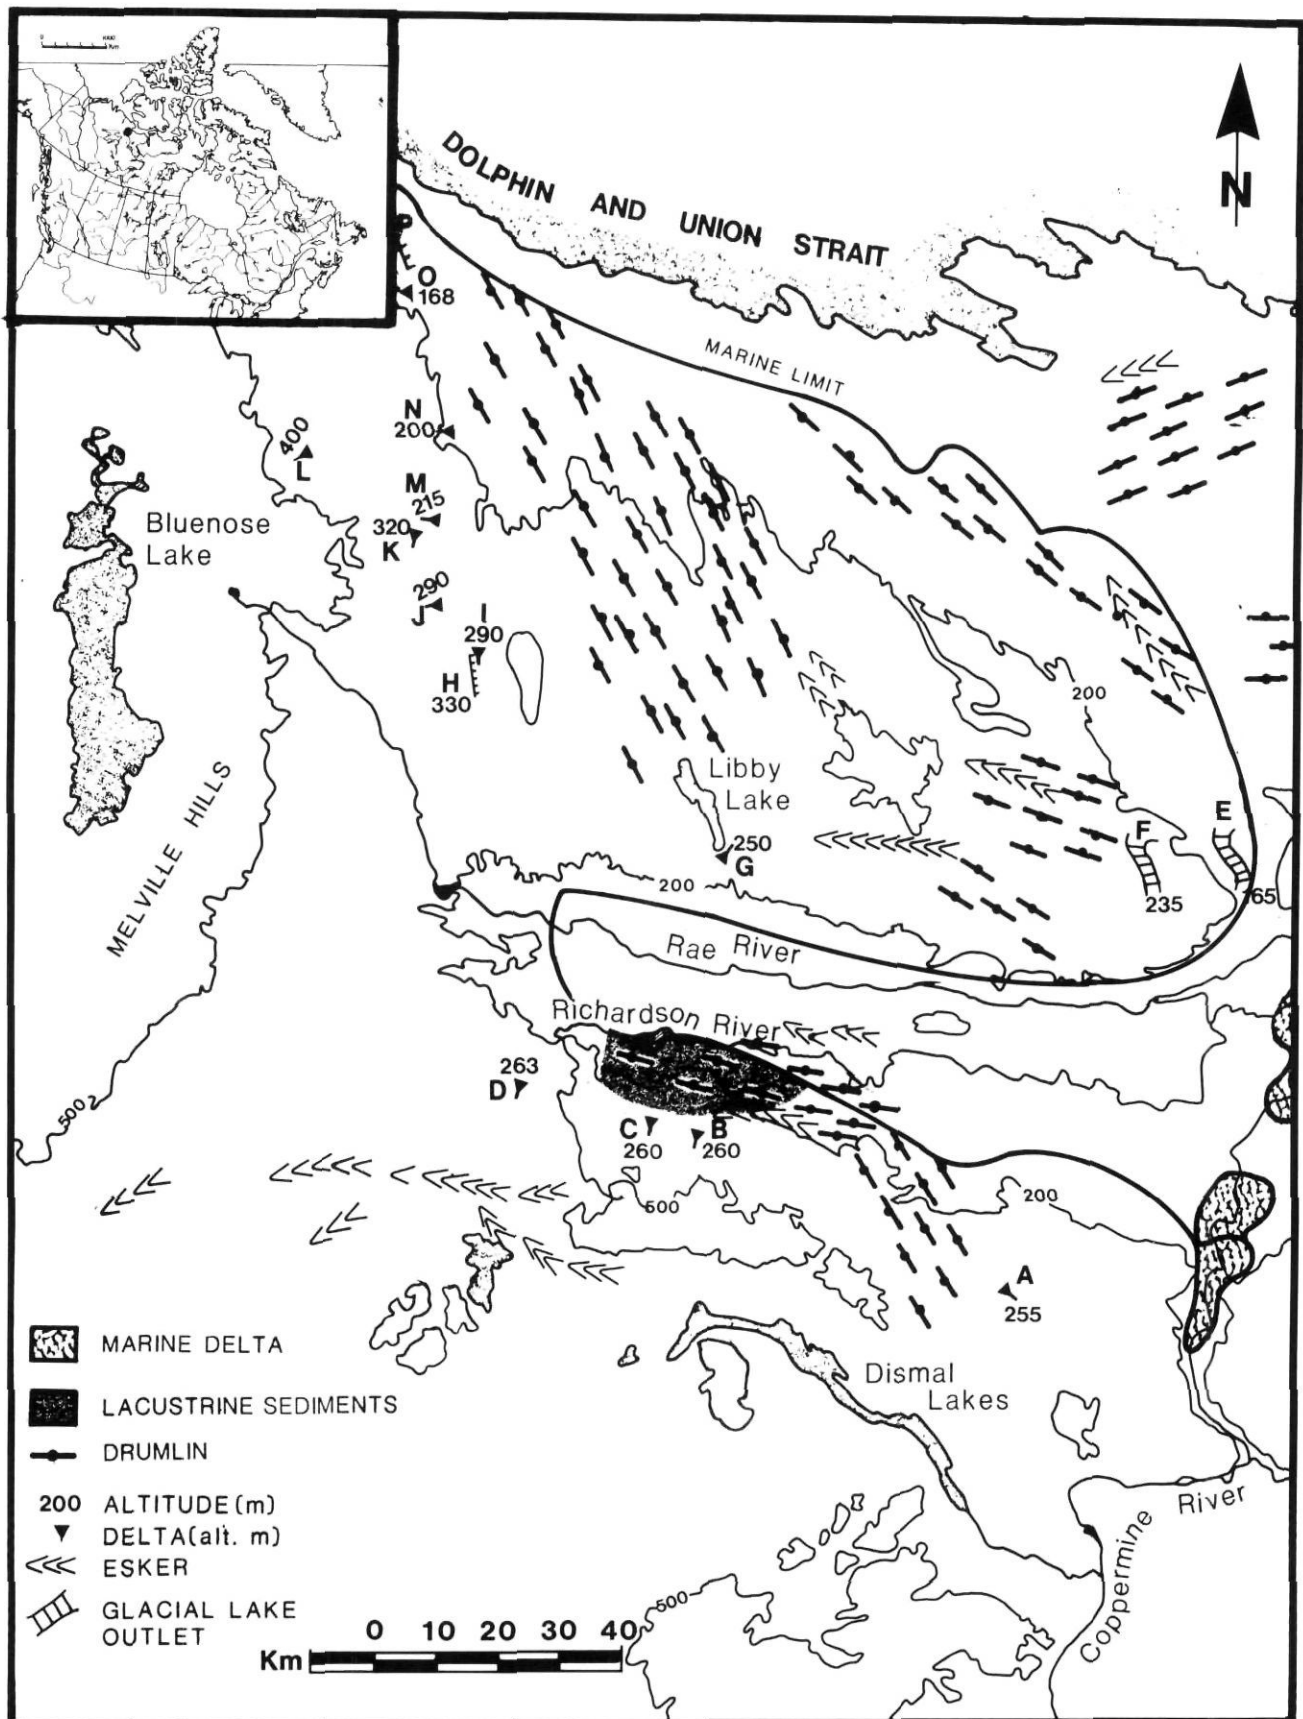 DOLPHIN AND UNION STRAIT
N
P
O
168
MARINE LIMIT
N
200
400
L
M
215
320
K
Bluenose
Lake
290
J
I
290
H
330
200
Libby
Lake
250
G
F
235
E
165
MELVILLE HILLS
200
Rae River
Richardson River
263
D
C
260
B
260
500
500
200
A
255
Dismal
Lakes
500
Coppermine River
MARINE DELTA
LACUSTRINE SEDIMENTS
DRUMLIN
200 ALTITUDE (m)
DELTA (alt. m)
ESKER
GLACIAL LAKE
OUTLET
0 10 20 30 40
Km